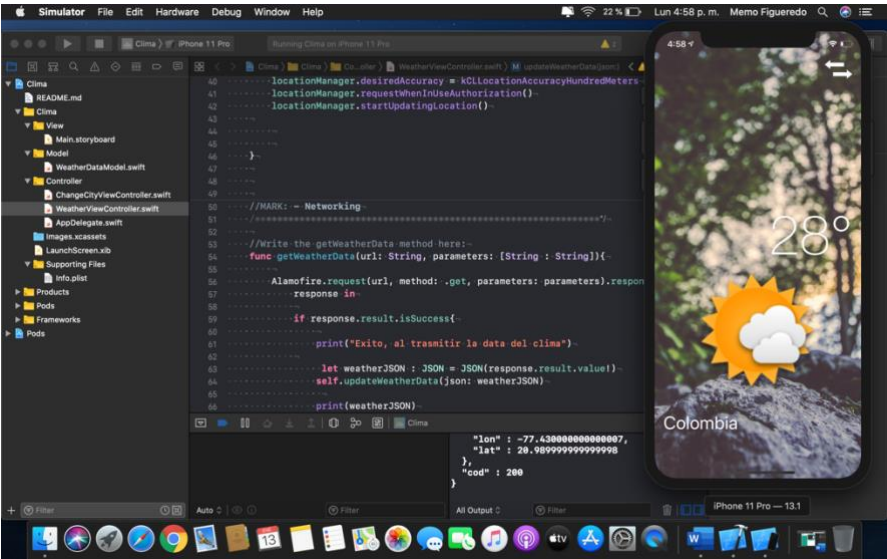 Simulator File Edit Hardware Debug Window Help 22 % Lun 4:58 p. m. Memo Figueredo
Clima iPhone 11 Pro Running Clima on iPhone 11 Pro
Clima Clima Co...oller WeatherViewController.swift M updateWeatherData(json:)
Clima
README.md
Clima
View
Main.storyboard
Model
WeatherDataModel.swift
Controller
ChangeCityViewController.swift
WeatherViewController.swift
AppDelegate.swift
Images.xcassets
LaunchScreen.xib
Supporting Files
Info.plist
Products
Pods
Frameworks
Pods
Filter
40 locationManager.desiredAccuracy = kCLLocationAccuracyHundredMeters
41 locationManager.requestWhenInUseAuthorization()
42 locationManager.startUpdatingLocation()
43
44
45
46 }
47
48
49
50 //MARK: - Networking
51 /***************************************************************/
52
53 //Write the getWeatherData method here:
54 func getWeatherData(url: String, parameters: [String : String]){
55
56 Alamofire.request(url, method: .get, parameters: parameters).respon
57 response in
58
59 if response.result.isSuccess{
60
61 print("Exito, al trasmitir la data del clima")
62
63 let weatherJSON : JSON = JSON(response.result.value!)
64 self.updateWeatherData(json: weatherJSON)
65
66 print(weatherJSON)
Clima
"lon" : -77.430000000000007,
"lat" : 20.989999999999998
},
"cod" : 200
}
Auto Filter All Output Filter
4:58
28°
Colombia
iPhone 11 Pro — 13.1
13
tv
W